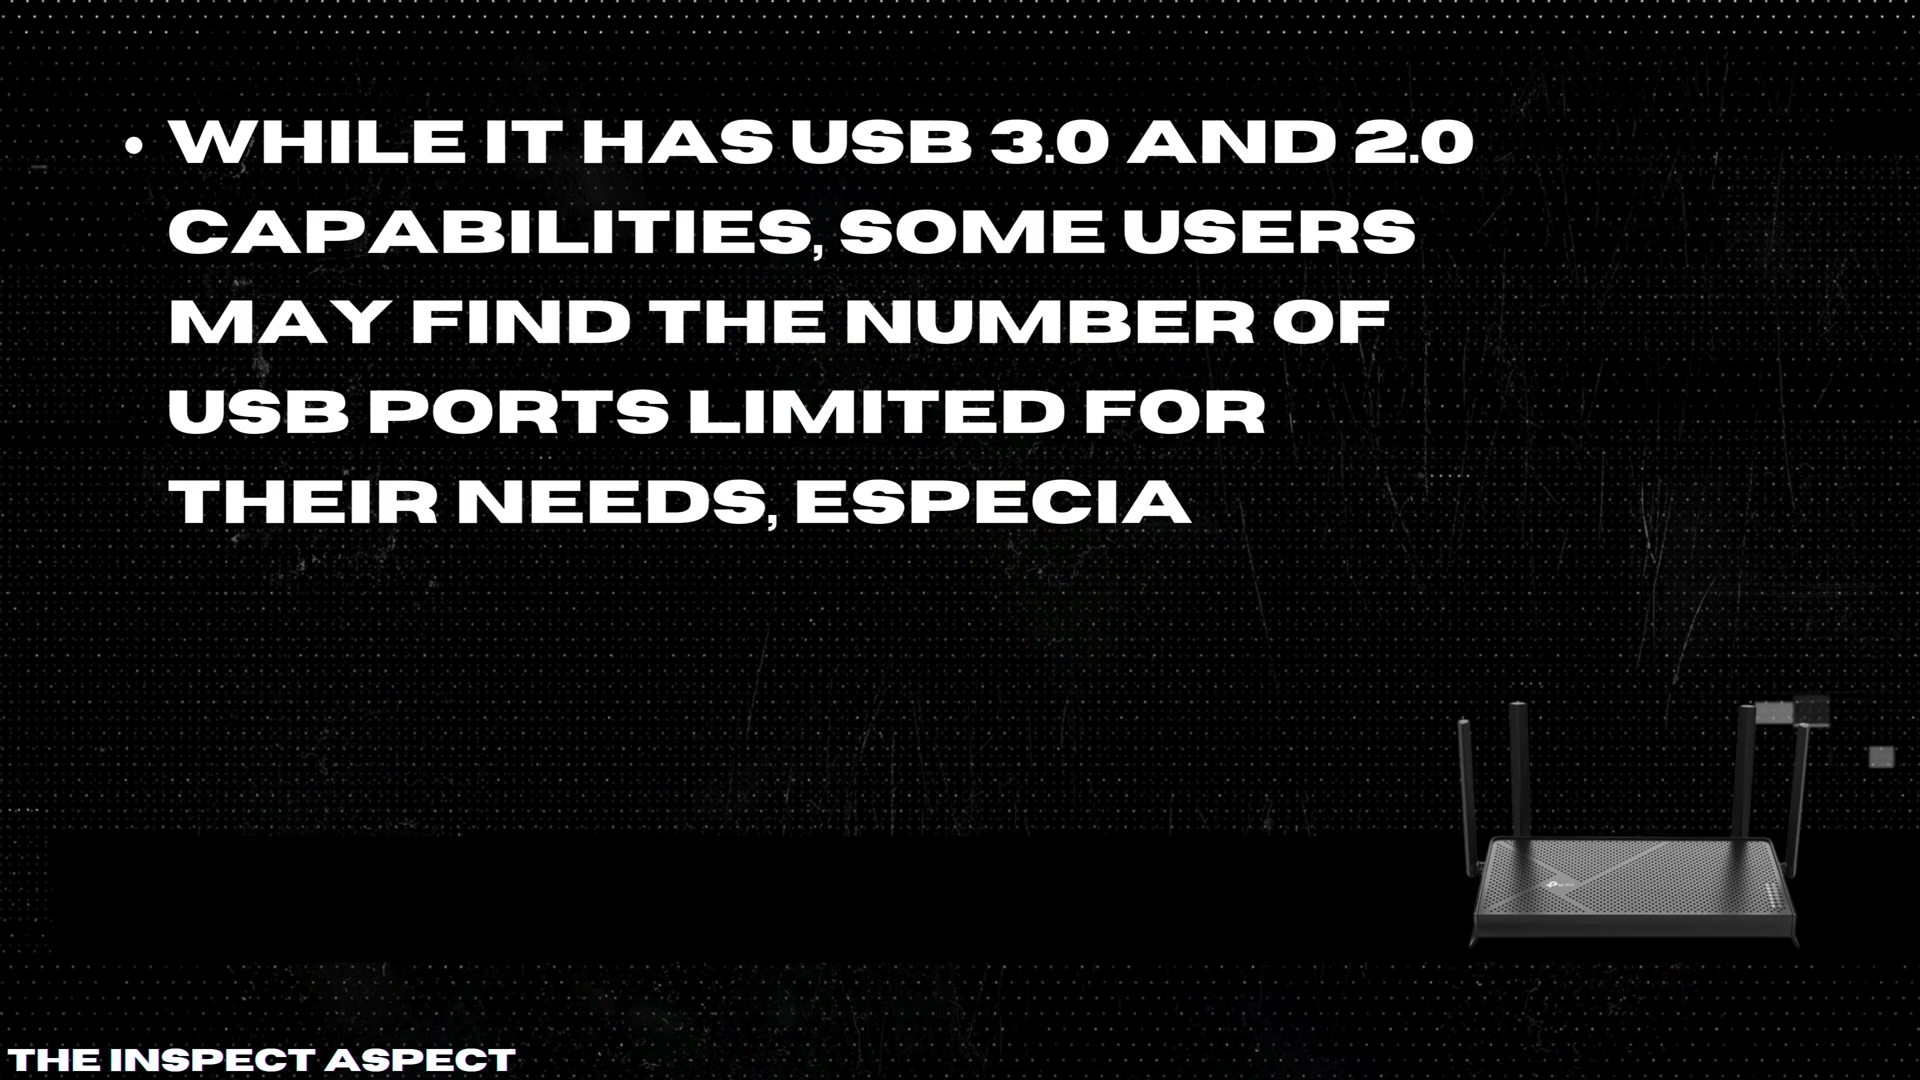 • WHILE IT HAS USB 3.0 AND 2.0
CAPABILITIES, SOME USERS
MAY FIND THE NUMBER OF
USB PORTS LIMITED FOR
THEIR NEEDS, ESPECIA
THE INSPECT ASPECT